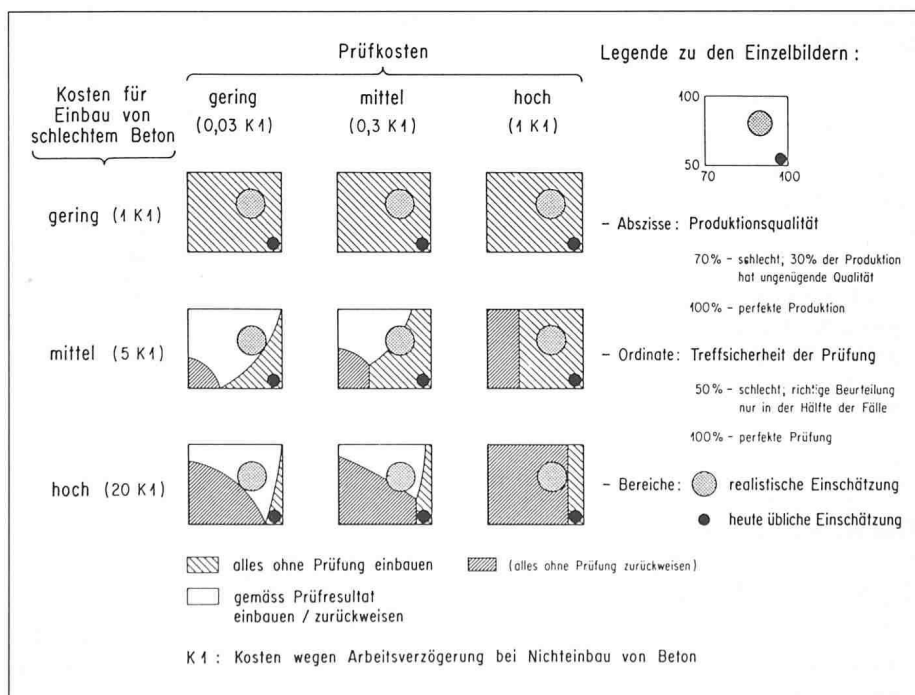 Prüfkosten
Kosten für
Einbau von
schlechtem Beton
gering
(0,03 K1)
mittel
(0,3 K1)
hoch
(1 K1)
gering (1 K1)
mittel (5 K1)
hoch (20 K1)
alles ohne Prüfung einbauen
(alles ohne Prüfung zurückweisen)
gemäss Prüfresultat
einbauen / zurückweisen
K1 : Kosten wegen Arbeitsverzögerung bei Nichteinbau von Beton
Legende zu den Einzelbildern :
100
50
70
100
– Abszisse : Produktionsqualität
70% – schlecht; 30% der Produktion
hat ungenügende Qualität
100% – perfekte Produktion
– Ordinate : Treffsicherheit der Prüfung
50% – schlecht; richtige Beurteilung
nur in der Hälfte der Fälle
100% – perfekte Prüfung
– Bereiche : realistische Einschätzung
heute übliche Einschätzung